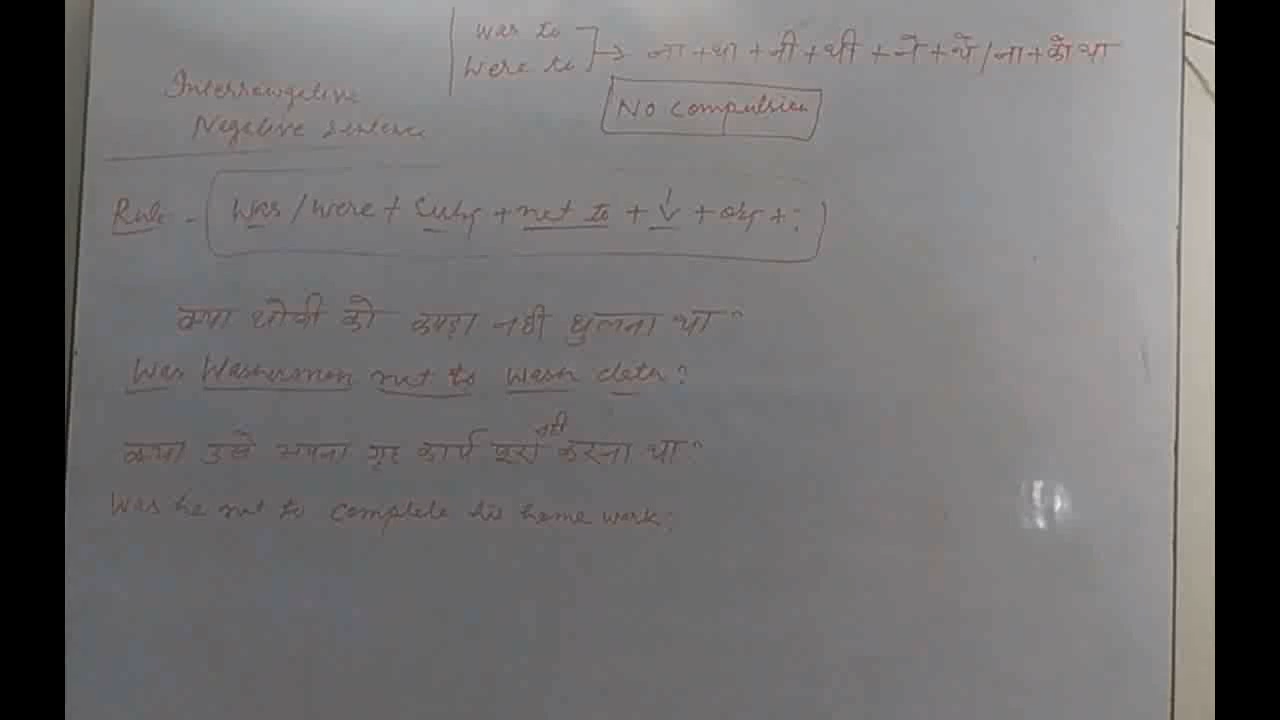 was to
were to → ना + था + नी + थी + ने + थे / ना + को था
Interrowgative
Negative sentence
No compulsion
Rule - Was / were + Subj + not to + V + obj + ?
क्या धोबी को कपड़ा नही धुलना था ?
Was Washerman not to wash cloth ?
नही
क्या उसे अपना गृह कार्य पूरा करना था ?
Was he not to complete his home work ?